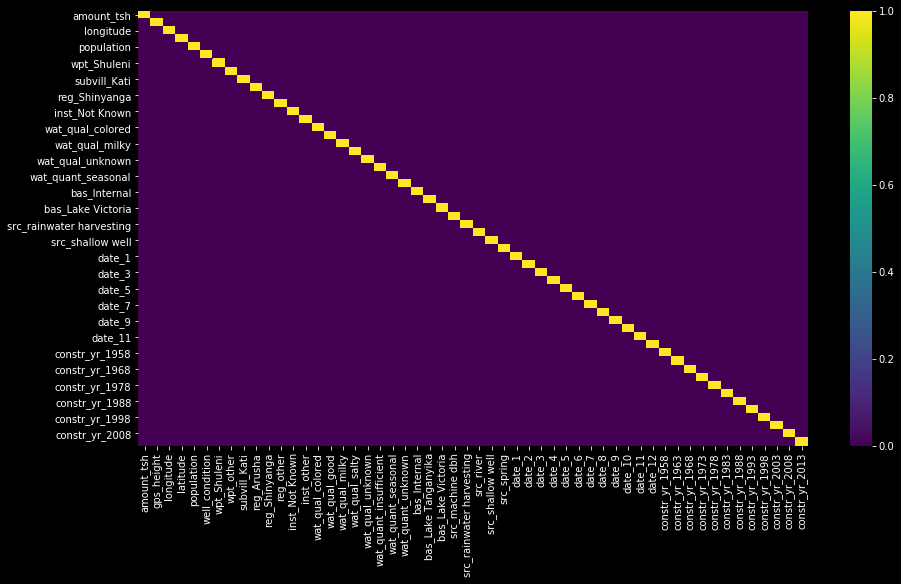 amount_tsh
longitude
population
wpt_Shuleni
subvill_Kati
reg_Shinyanga
inst_Not Known
wat_qual_colored
wat_qual_milky
wat_qual_unknown
wat_quant_seasonal
bas_Internal
bas_Lake Victoria
src_rainwater harvesting
src_shallow well
date_1
date_3
date_5
date_7
date_9
date_11
constr_yr_1958
constr_yr_1968
constr_yr_1978
constr_yr_1988
constr_yr_1998
constr_yr_2008
amount_tsh
gps_height
longitude
latitude
population
well_condition
wpt_Shuleni
wpt_other
subvill_Kati
reg_Arusha
reg_Shinyanga
reg_other
inst_Not Known
inst_other
wat_qual_colored
wat_qual_good
wat_qual_milky
wat_qual_salty
wat_qual_unknown
wat_quant_insufficient
wat_quant_seasonal
wat_quant_unknown
bas_Internal
bas_Lake Tanganyika
bas_Lake Victoria
src_machine dbh
src_rainwater harvesting
src_river
src_shallow well
src_spring
date_1
date_2
date_3
date_4
date_5
date_6
date_7
date_8
date_9
date_10
date_11
date_12
constr_yr_1958
constr_yr_1963
constr_yr_1968
constr_yr_1973
constr_yr_1978
constr_yr_1983
constr_yr_1988
constr_yr_1993
constr_yr_1998
constr_yr_2003
constr_yr_2008
constr_yr_2013
1.0
0.8
0.6
0.4
0.2
0.0